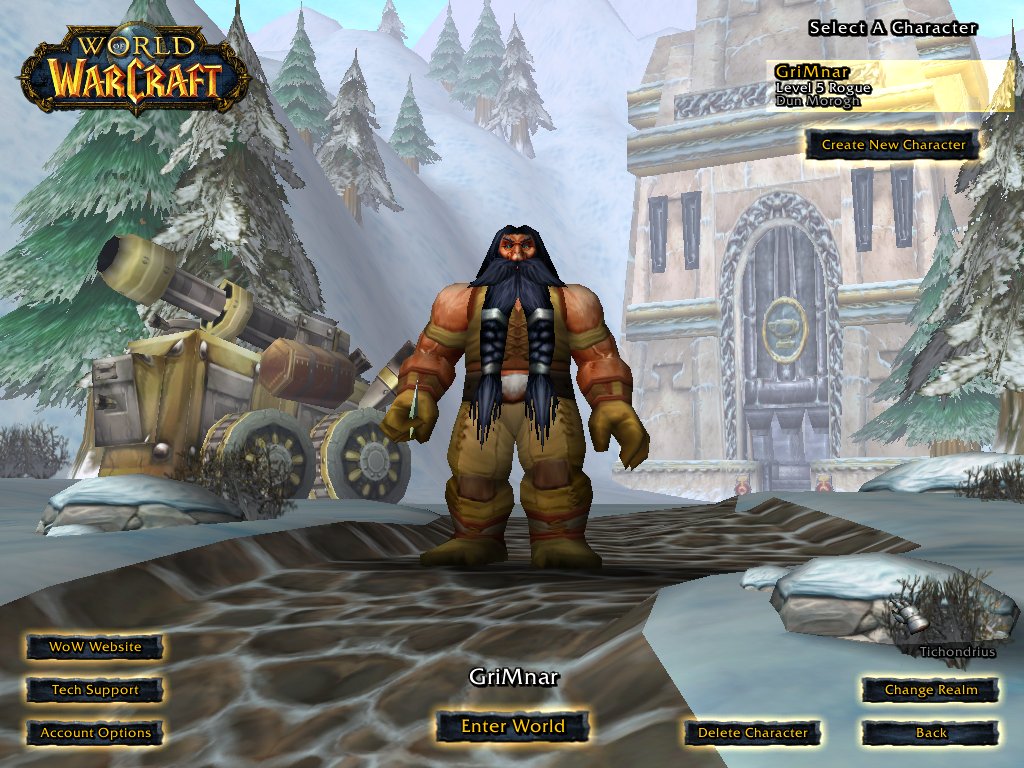 WORLD
OF
WARCRAFT
Select A Character
GriMnar
Level 5 Rogue
Dun Morogh
Create New Character
WoW Website
Tech Support
Account Options
GriMnar
Enter World
Tichondrius
Change Realm
Delete Character
Back